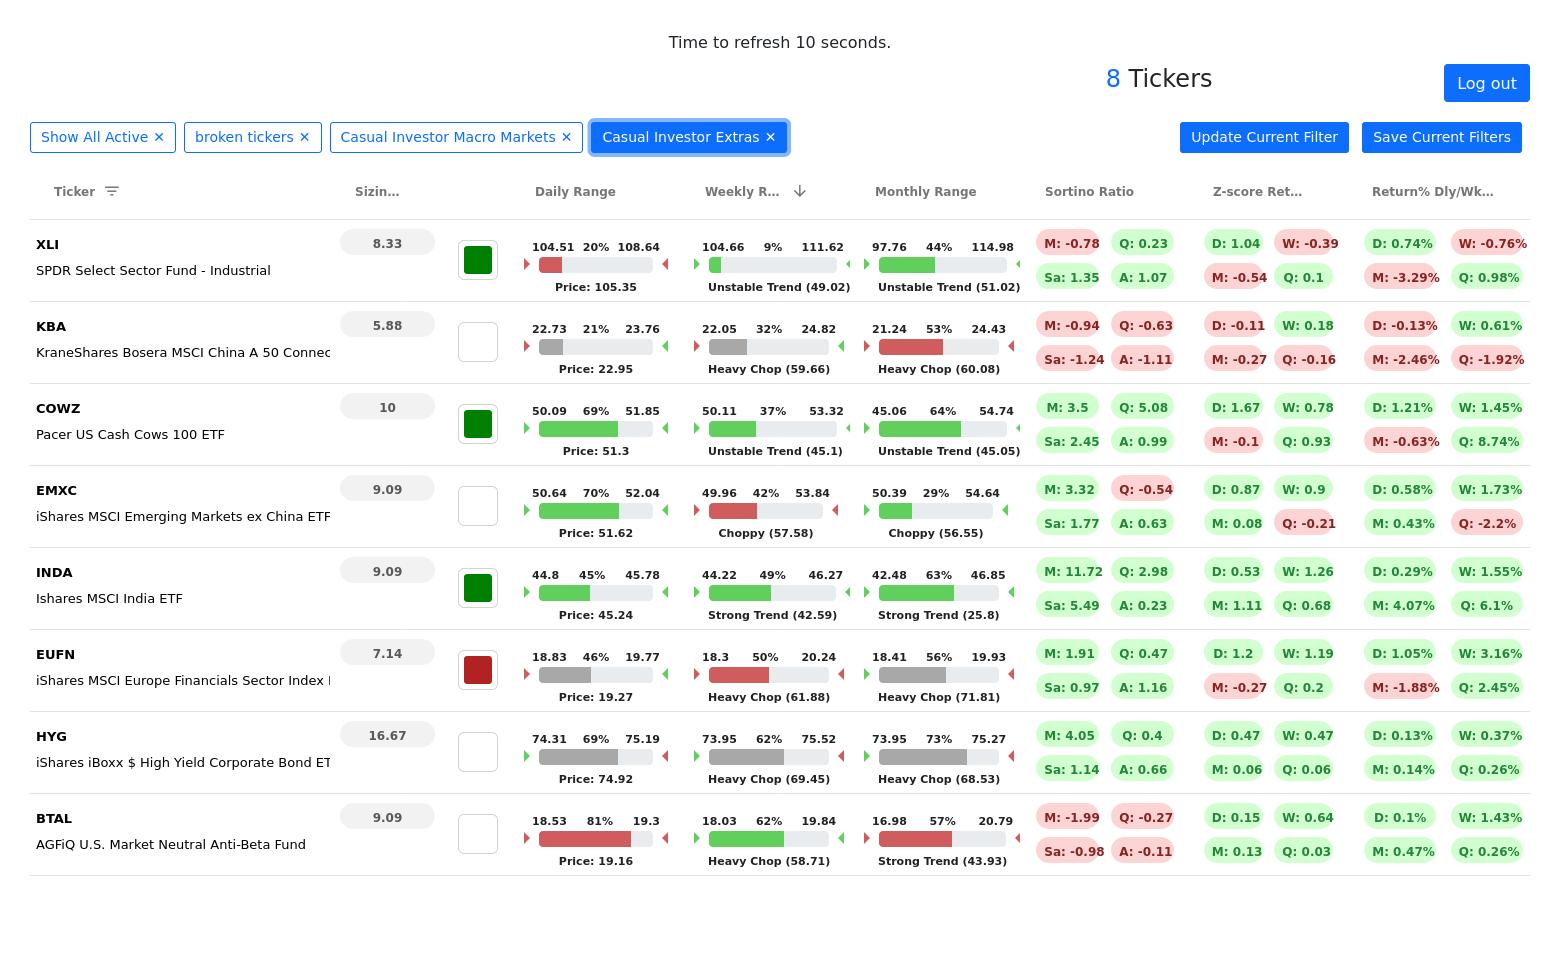 Time to refresh 10 seconds.
8 Tickers
Log out
Show All Active ✕ broken tickers ✕ Casual Investor Macro Markets ✕ Casual Investor Extras ✕ Update Current Filter Save Current Filters
Ticker Sizin... Daily Range Weekly R... Monthly Range Sortino Ratio Z-score Ret... Return% Dly/Wk...
XLI 8.33 104.51 20% 108.64 104.66 9% 111.62 97.76 44% 114.98 M: -0.78 Q: 0.23 D: 1.04 W: -0.39 D: 0.74% W: -0.76%
SPDR Select Sector Fund - Industrial Sa: 1.35 A: 1.07 M: -0.54 Q: 0.1 M: -3.29% Q: 0.98%
Price: 105.35 Unstable Trend (49.02) Unstable Trend (51.02)
KBA 5.88 22.73 21% 23.76 22.05 32% 24.82 21.24 53% 24.43 M: -0.94 Q: -0.63 D: -0.11 W: 0.18 D: -0.13% W: 0.61%
KraneShares Bosera MSCI China A 50 Connec Sa: -1.24 A: -1.11 M: -0.27 Q: -0.16 M: -2.46% Q: -1.92%
Price: 22.95 Heavy Chop (59.66) Heavy Chop (60.08)
COWZ 10 50.09 69% 51.85 50.11 37% 53.32 45.06 64% 54.74 M: 3.5 Q: 5.08 D: 1.67 W: 0.78 D: 1.21% W: 1.45%
Pacer US Cash Cows 100 ETF Sa: 2.45 A: 0.99 M: -0.1 Q: 0.93 M: -0.63% Q: 8.74%
Price: 51.3 Unstable Trend (45.1) Unstable Trend (45.05)
EMXC 9.09 50.64 70% 52.04 49.96 42% 53.84 50.39 29% 54.64 M: 3.32 Q: -0.54 D: 0.87 W: 0.9 D: 0.58% W: 1.73%
iShares MSCI Emerging Markets ex China ETF Sa: 1.77 A: 0.63 M: 0.08 Q: -0.21 M: 0.43% Q: -2.2%
Price: 51.62 Choppy (57.58) Choppy (56.55)
INDA 9.09 44.8 45% 45.78 44.22 49% 46.27 42.48 63% 46.85 M: 11.72 Q: 2.98 D: 0.53 W: 1.26 D: 0.29% W: 1.55%
Ishares MSCI India ETF Sa: 5.49 A: 0.23 M: 1.11 Q: 0.68 M: 4.07% Q: 6.1%
Price: 45.24 Strong Trend (42.59) Strong Trend (25.8)
EUFN 7.14 18.83 46% 19.77 18.3 50% 20.24 18.41 56% 19.93 M: 1.91 Q: 0.47 D: 1.2 W: 1.19 D: 1.05% W: 3.16%
iShares MSCI Europe Financials Sector Index Sa: 0.97 A: 1.16 M: -0.27 Q: 0.2 M: -1.88% Q: 2.45%
Price: 19.27 Heavy Chop (61.88) Heavy Chop (71.81)
HYG 16.67 74.31 69% 75.19 73.95 62% 75.52 73.95 73% 75.27 M: 4.05 Q: 0.4 D: 0.47 W: 0.47 D: 0.13% W: 0.37%
iShares iBoxx $ High Yield Corporate Bond ET Sa: 1.14 A: 0.66 M: 0.06 Q: 0.06 M: 0.14% Q: 0.26%
Price: 74.92 Heavy Chop (69.45) Heavy Chop (68.53)
BTAL 9.09 18.53 81% 19.3 18.03 62% 19.84 16.98 57% 20.79 M: -1.99 Q: -0.27 D: 0.15 W: 0.64 D: 0.1% W: 1.43%
AGFiQ U.S. Market Neutral Anti-Beta Fund Sa: -0.98 A: -0.11 M: 0.13 Q: 0.03 M: 0.47% Q: 0.26%
Price: 19.16 Heavy Chop (58.71) Strong Trend (43.93)